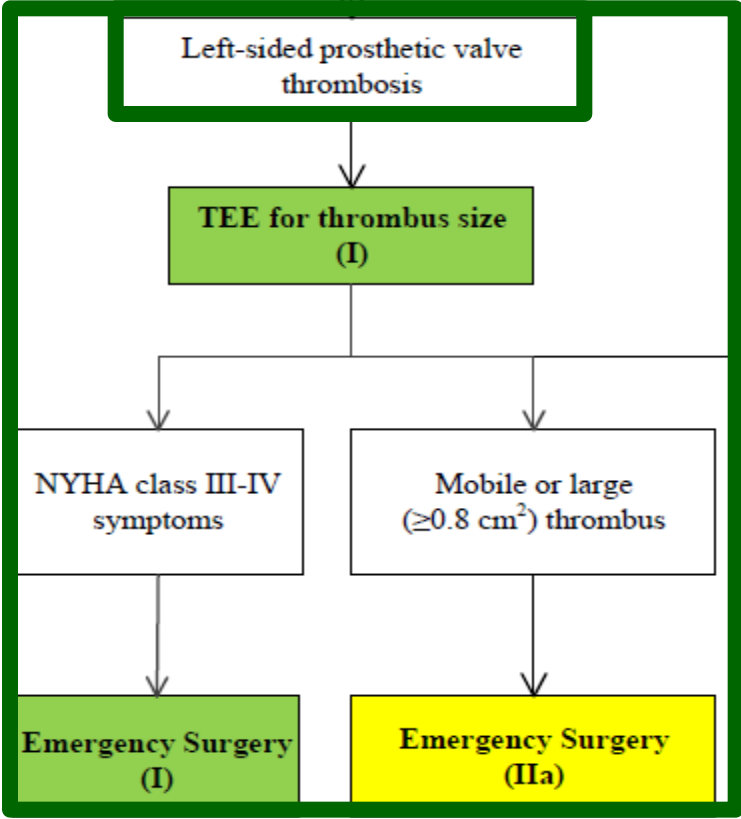 Left-sided prosthetic valve
thrombosis
TEE for thrombus size
(I)
NYHA class III-IV
symptoms
Mobile or large
(≥0.8 cm²) thrombus
Emergency Surgery
(I)
Emergency Surgery
(IIa)